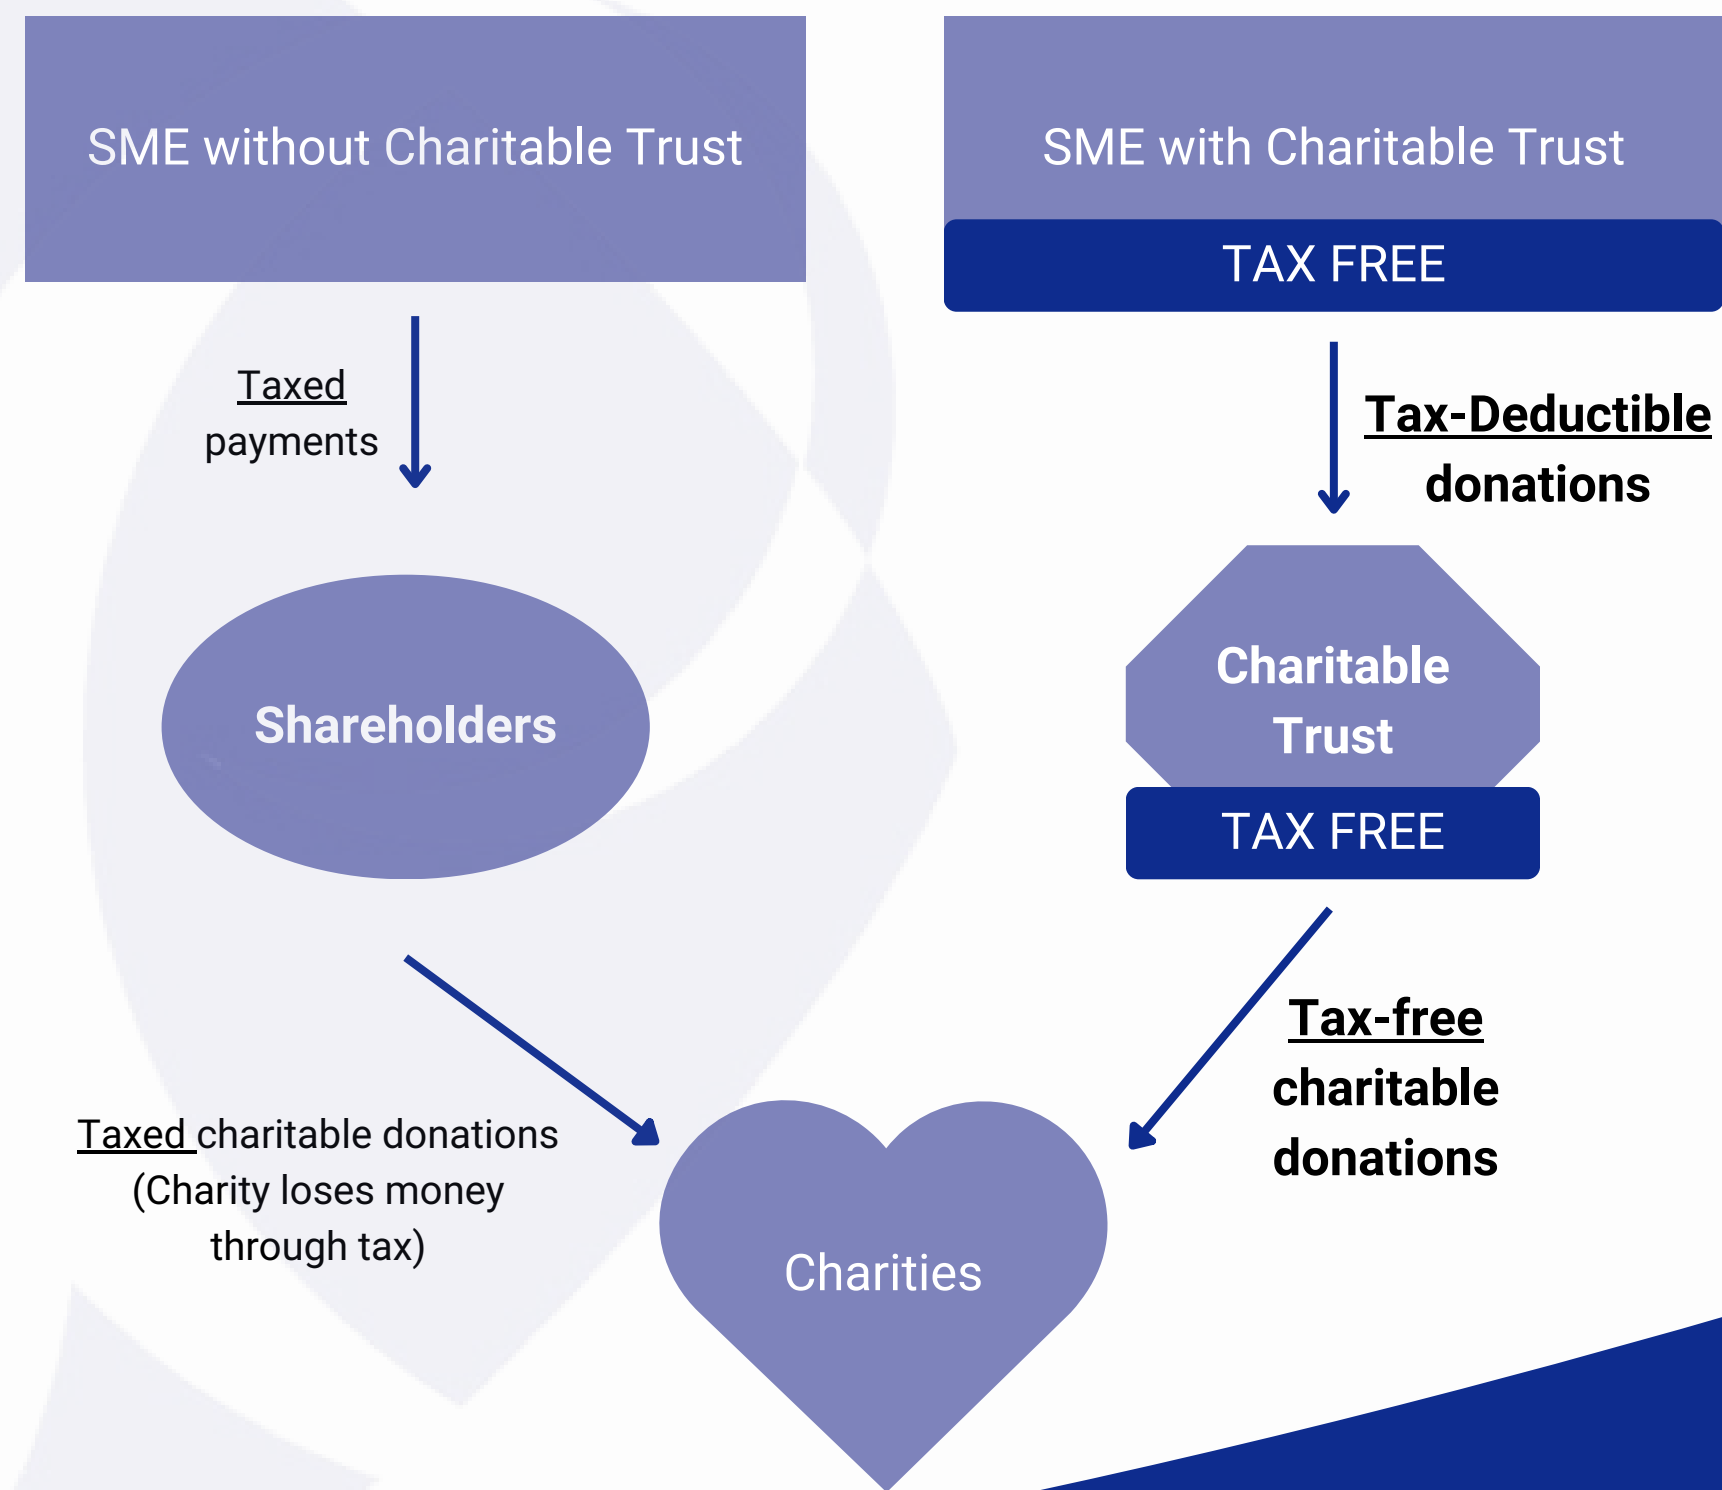 SME without Charitable Trust
Taxed
payments
Shareholders
Taxed charitable donations
(Charity loses money
through tax)
SME with Charitable Trust
TAX FREE
Tax-Deductible
donations
Charitable
Trust
TAX FREE
Tax-free
charitable
donations
Charities